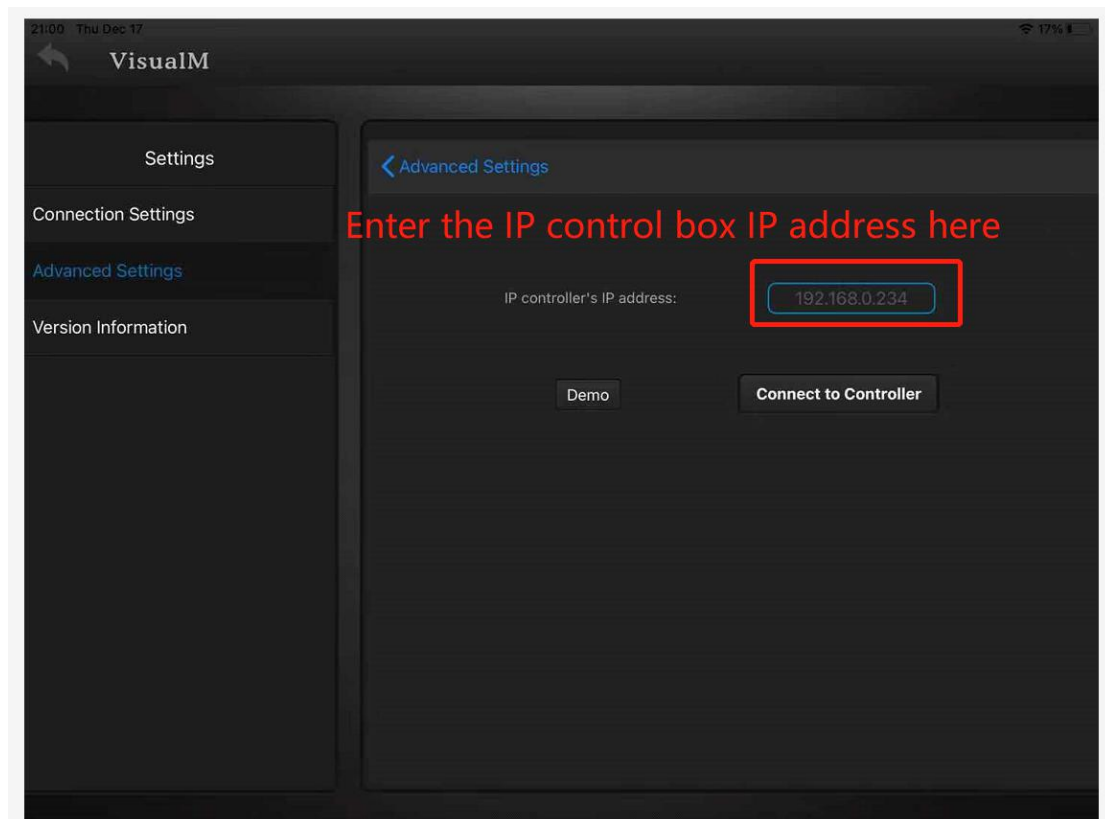 21:00 Thu Dec 17
17%
VisualM
Settings
Advanced Settings
Connection Settings
Enter the IP control box IP address here
Advanced Settings
IP controller's IP address:
192.168.0.234
Version Information
Demo
Connect to Controller